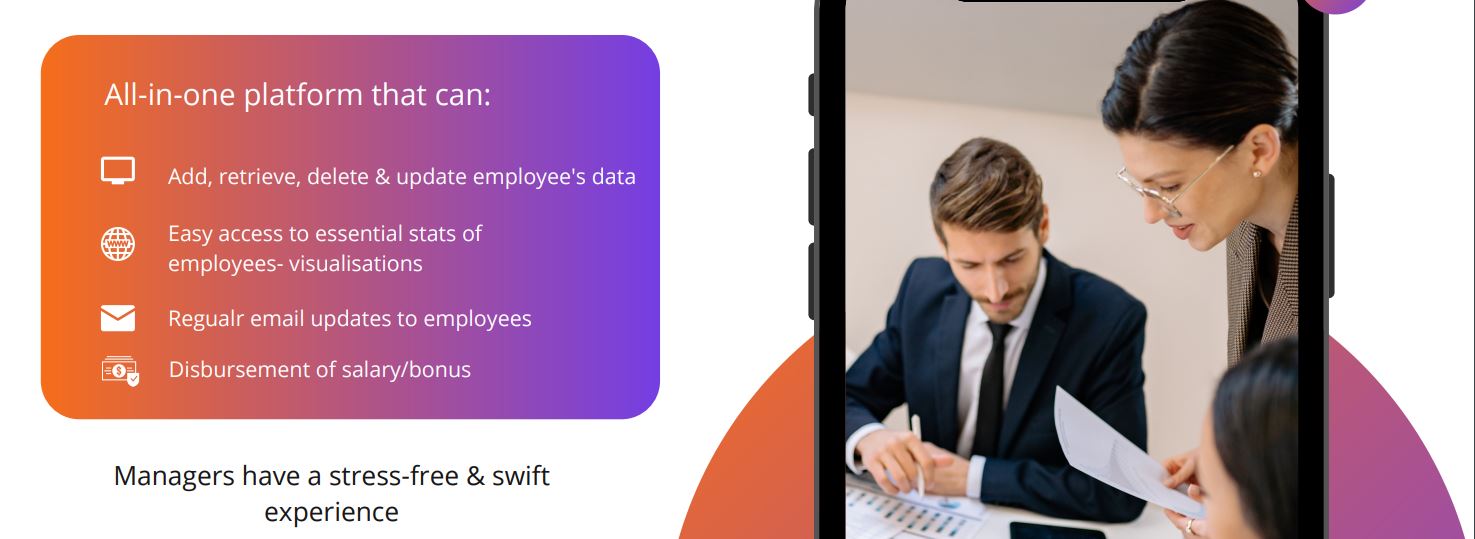 All-in-one platform that can:
Add, retrieve, delete & update employee's data
WWW
Easy access to essential stats of
employees- visualisations
Regualr email updates to employees
$
Disbursement of salary/bonus
Managers have a stress-free & swift
experience